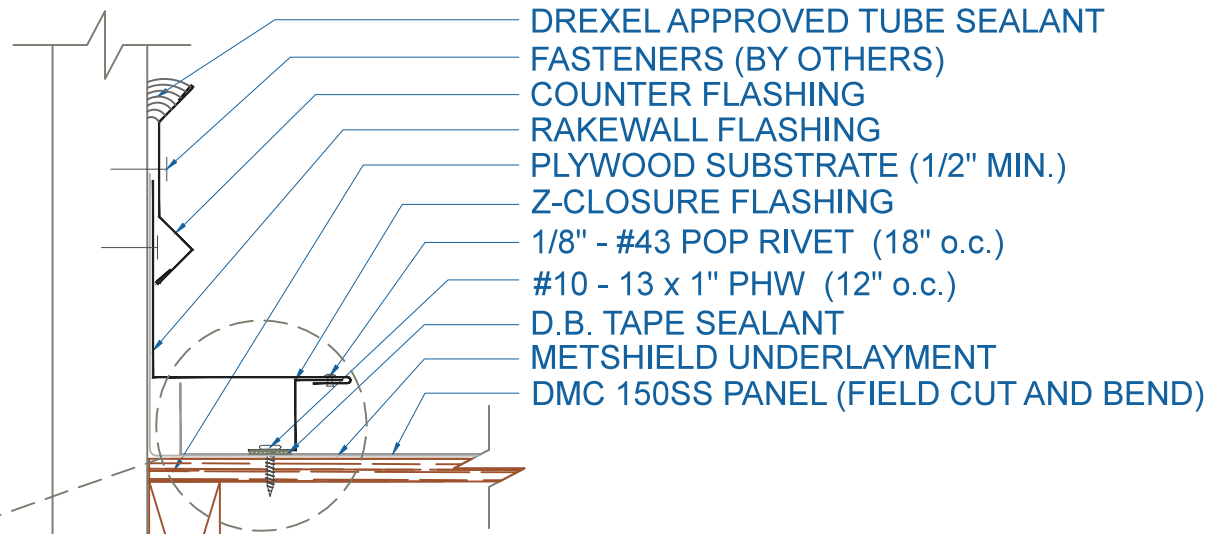 DREXEL APPROVED TUBE SEALANT
FASTENERS (BY OTHERS)
COUNTER FLASHING
RAKEWALL FLASHING
PLYWOOD SUBSTRATE (1/2" MIN.)
Z-CLOSURE FLASHING
1/8" - #43 POP RIVET (18" o.c.)
#10 - 13 x 1" PHW (12" o.c.)
D.B. TAPE SEALANT
METSHIELD UNDERLAYMENT
DMC 150SS PANEL (FIELD CUT AND BEND)